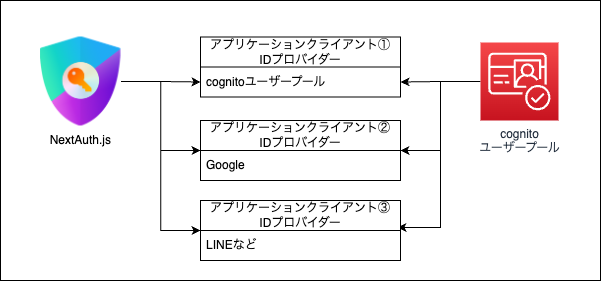 アプリケーションクライアント①
IDプロバイダー
cognitoユーザープール
NextAuth.js
cognito
ユーザープール
アプリケーションクライアント②
IDプロバイダー
Google
アプリケーションクライアント③
IDプロバイダー
LINEなど